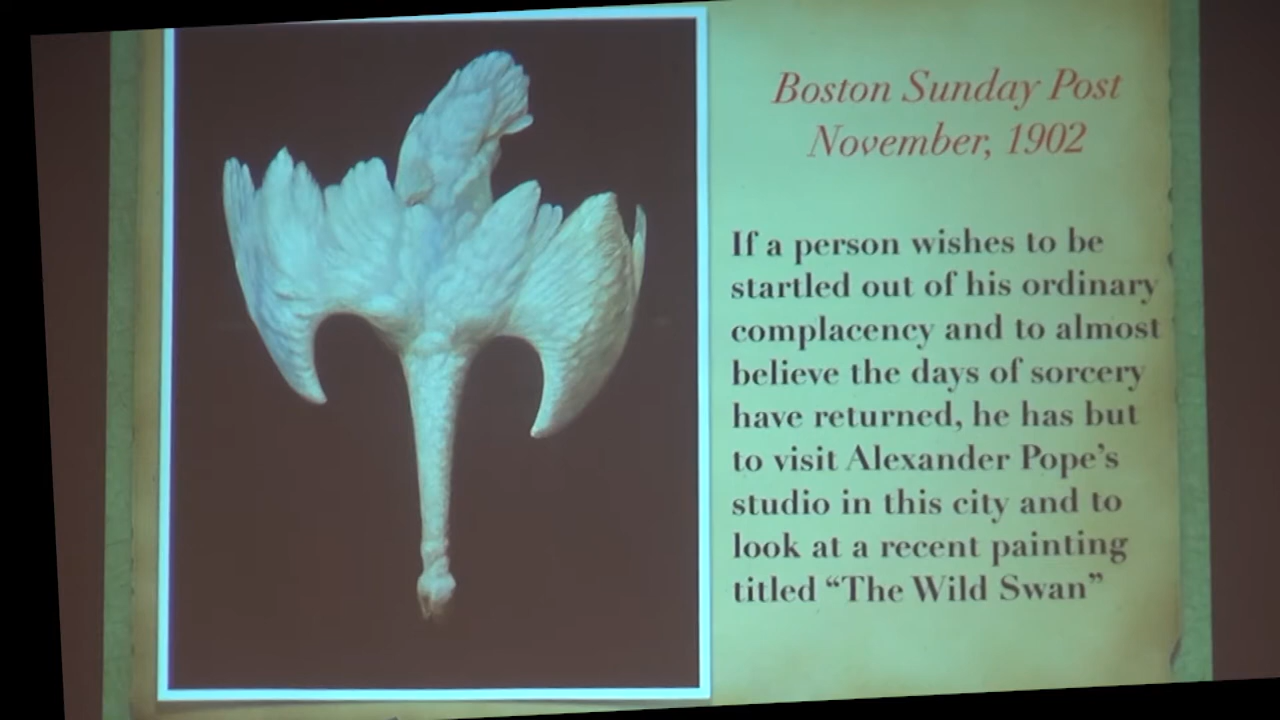 Boston Sunday Post
November, 1902
If a person wishes to be
startled out of his ordinary
complacency and to almost
believe the days of sorcery
have returned, he has but
to visit Alexander Pope's
studio in this city and to
look at a recent painting
titled “The Wild Swan”